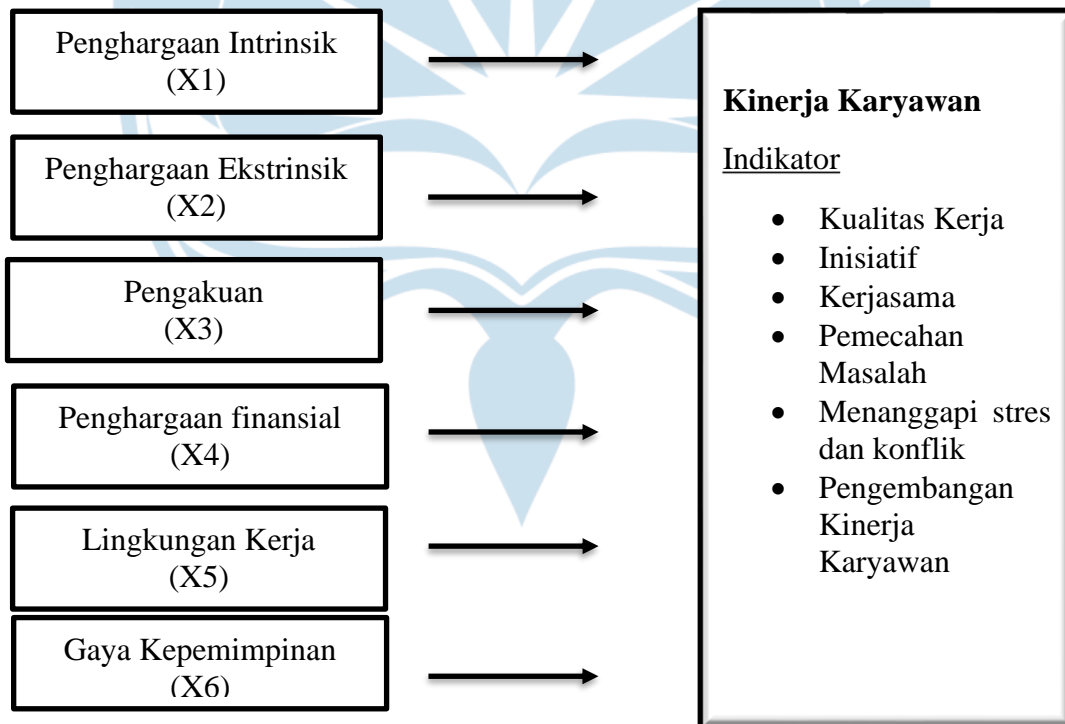 Penghargaan Intrinsik
(X1)
Penghargaan Ekstrinsik
(X2)
Pengakuan
(X3)
Penghargaan finansial
(X4)
Lingkungan Kerja
(X5)
Gaya Kepemimpinan
(X6)
Kinerja Karyawan
Indikator
• Kualitas Kerja
• Inisiatif
• Kerjasama
• Pemecahan
Masalah
• Menanggapi stres
dan konflik
• Pengembangan
Kinerja
Karyawan